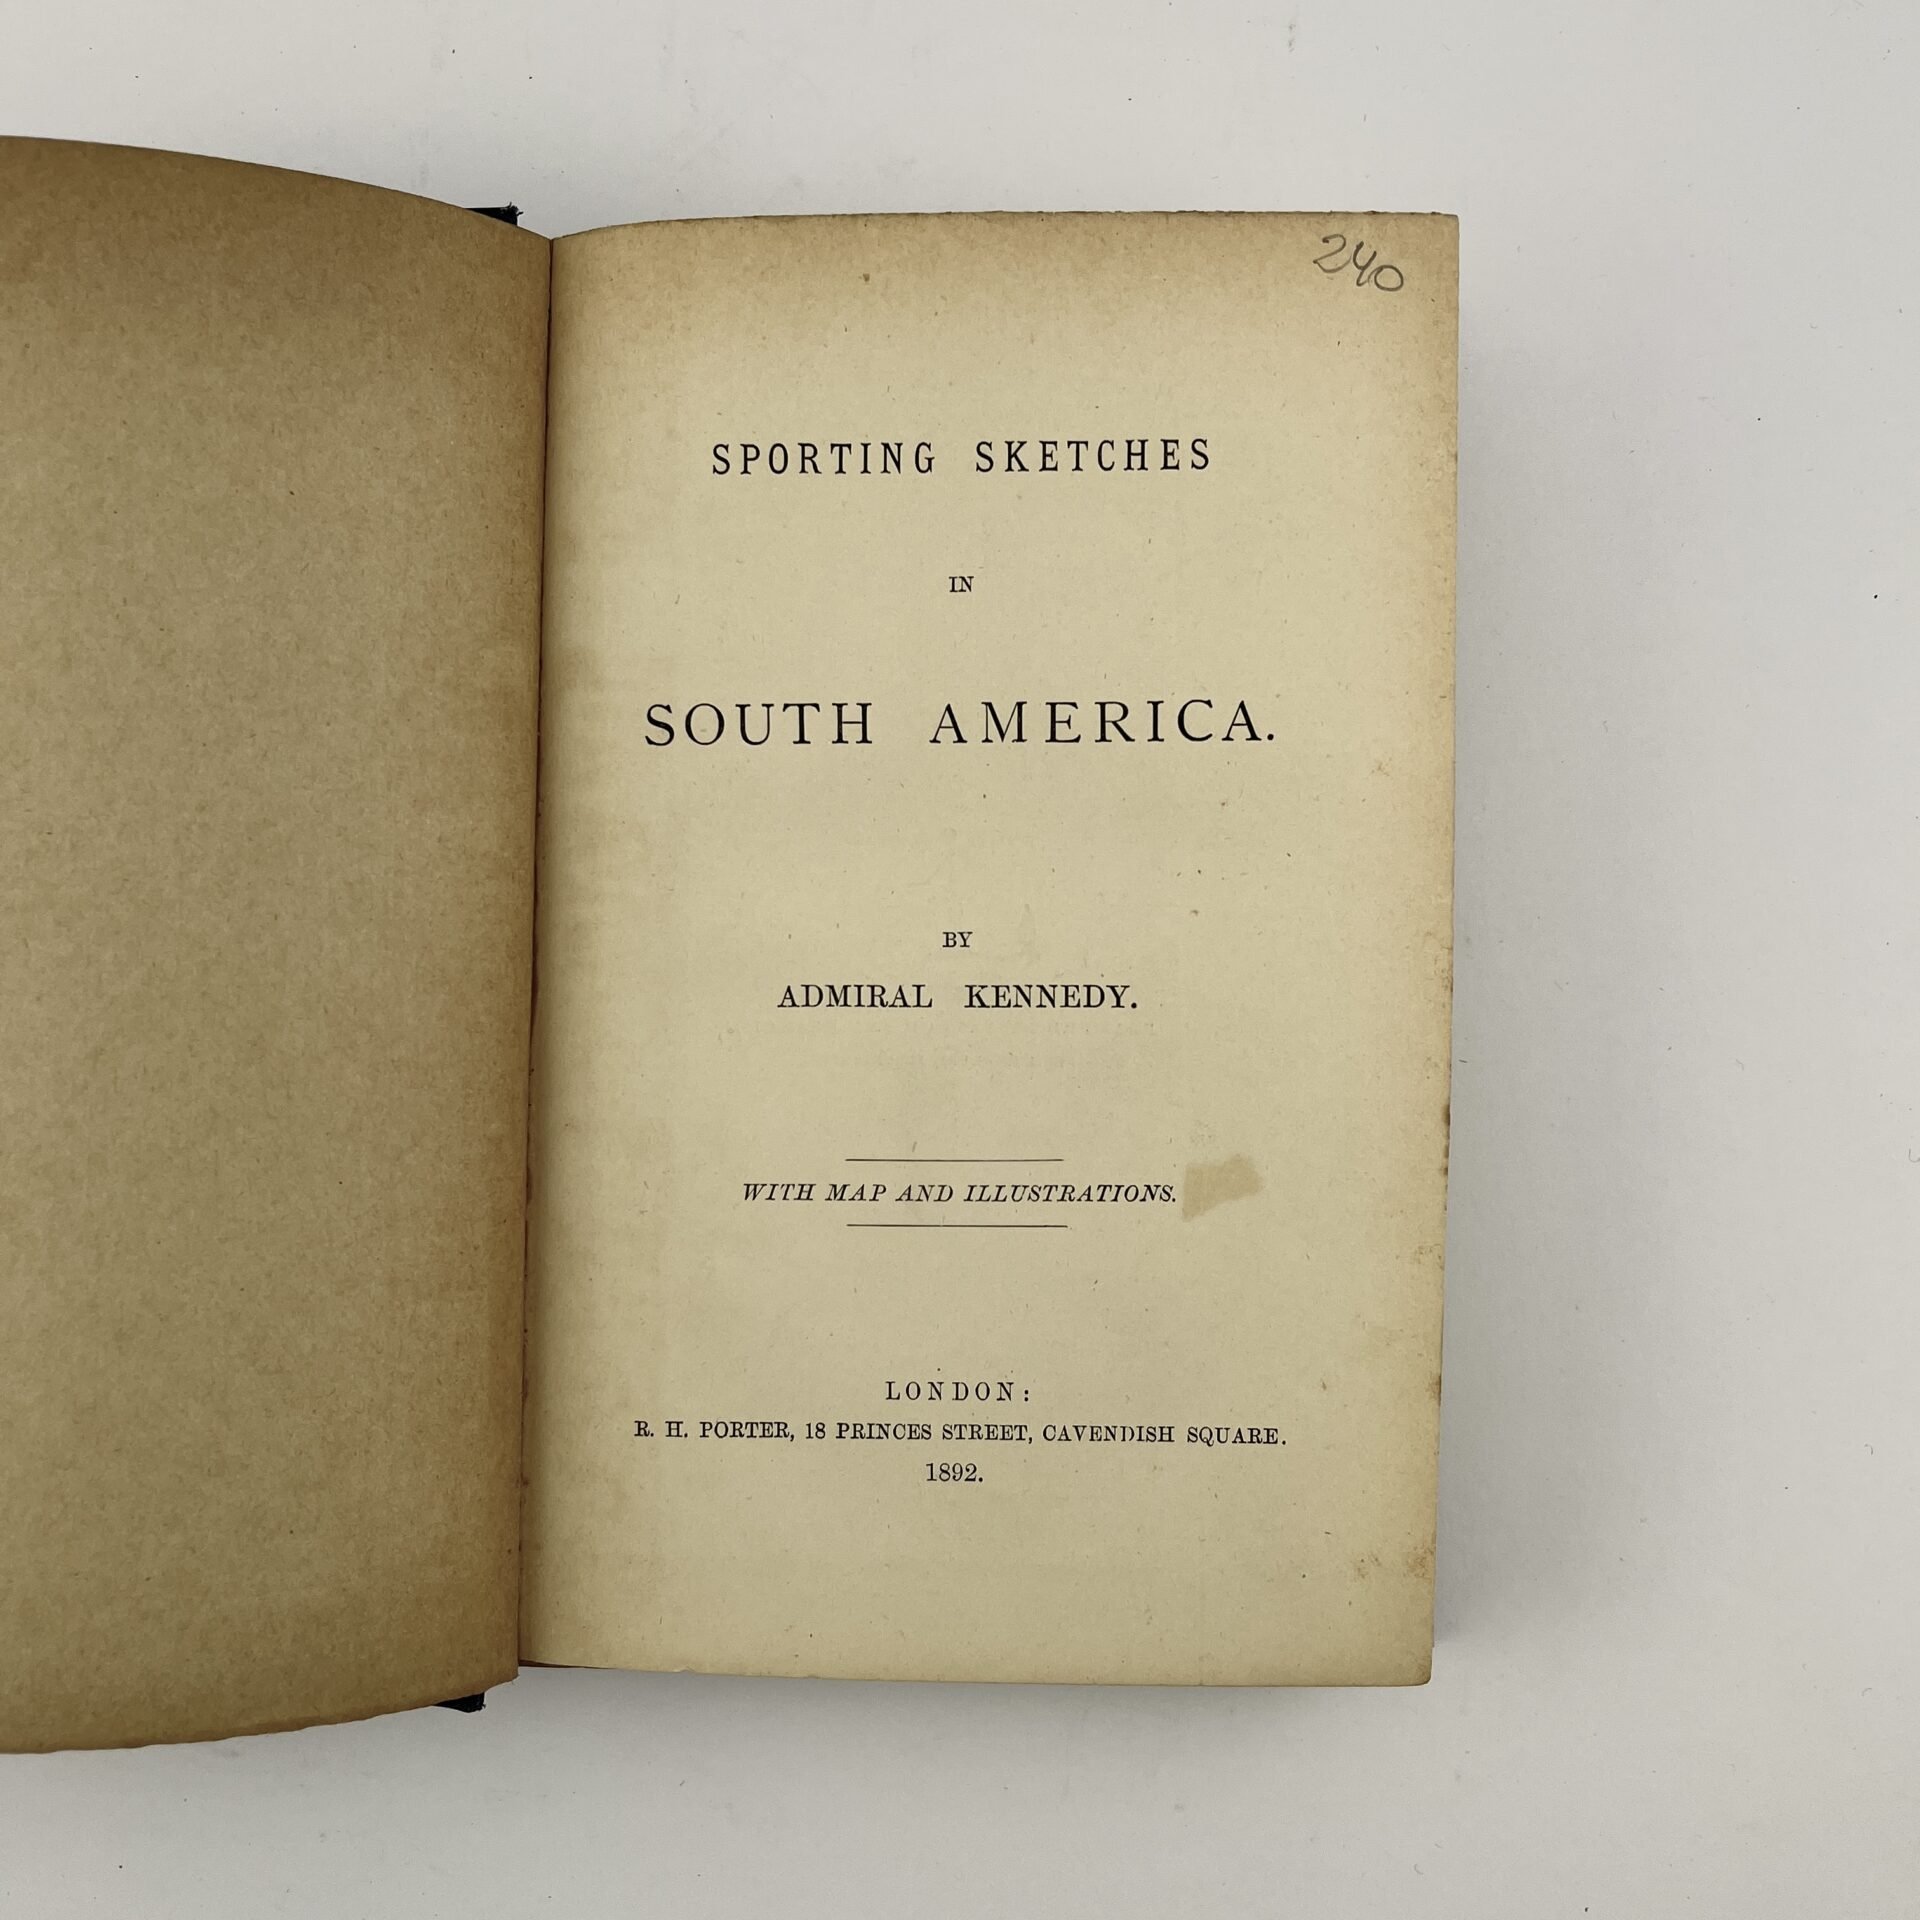 240
SPORTING SKETCHES
IN
SOUTH AMERICA.
BY
ADMIRAL KENNEDY.
WITH MAP AND ILLUSTRATIONS.
LONDON:
R. H. PORTER, 18 PRINCES STREET, CAVENDISH SQUARE.
1892.